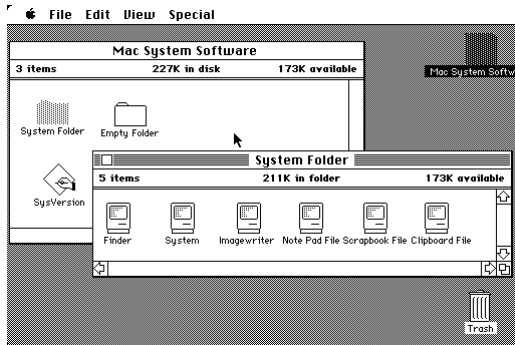 File Edit View Special
Mac System Software
3 items 227K in disk 173K available
Mac System Softw
System Folder Empty Folder
SysVersion
System Folder
5 items 211K in folder 173K available
Finder System Imagewriter Note Pad File Scrapbook File Clipboard File
Trash